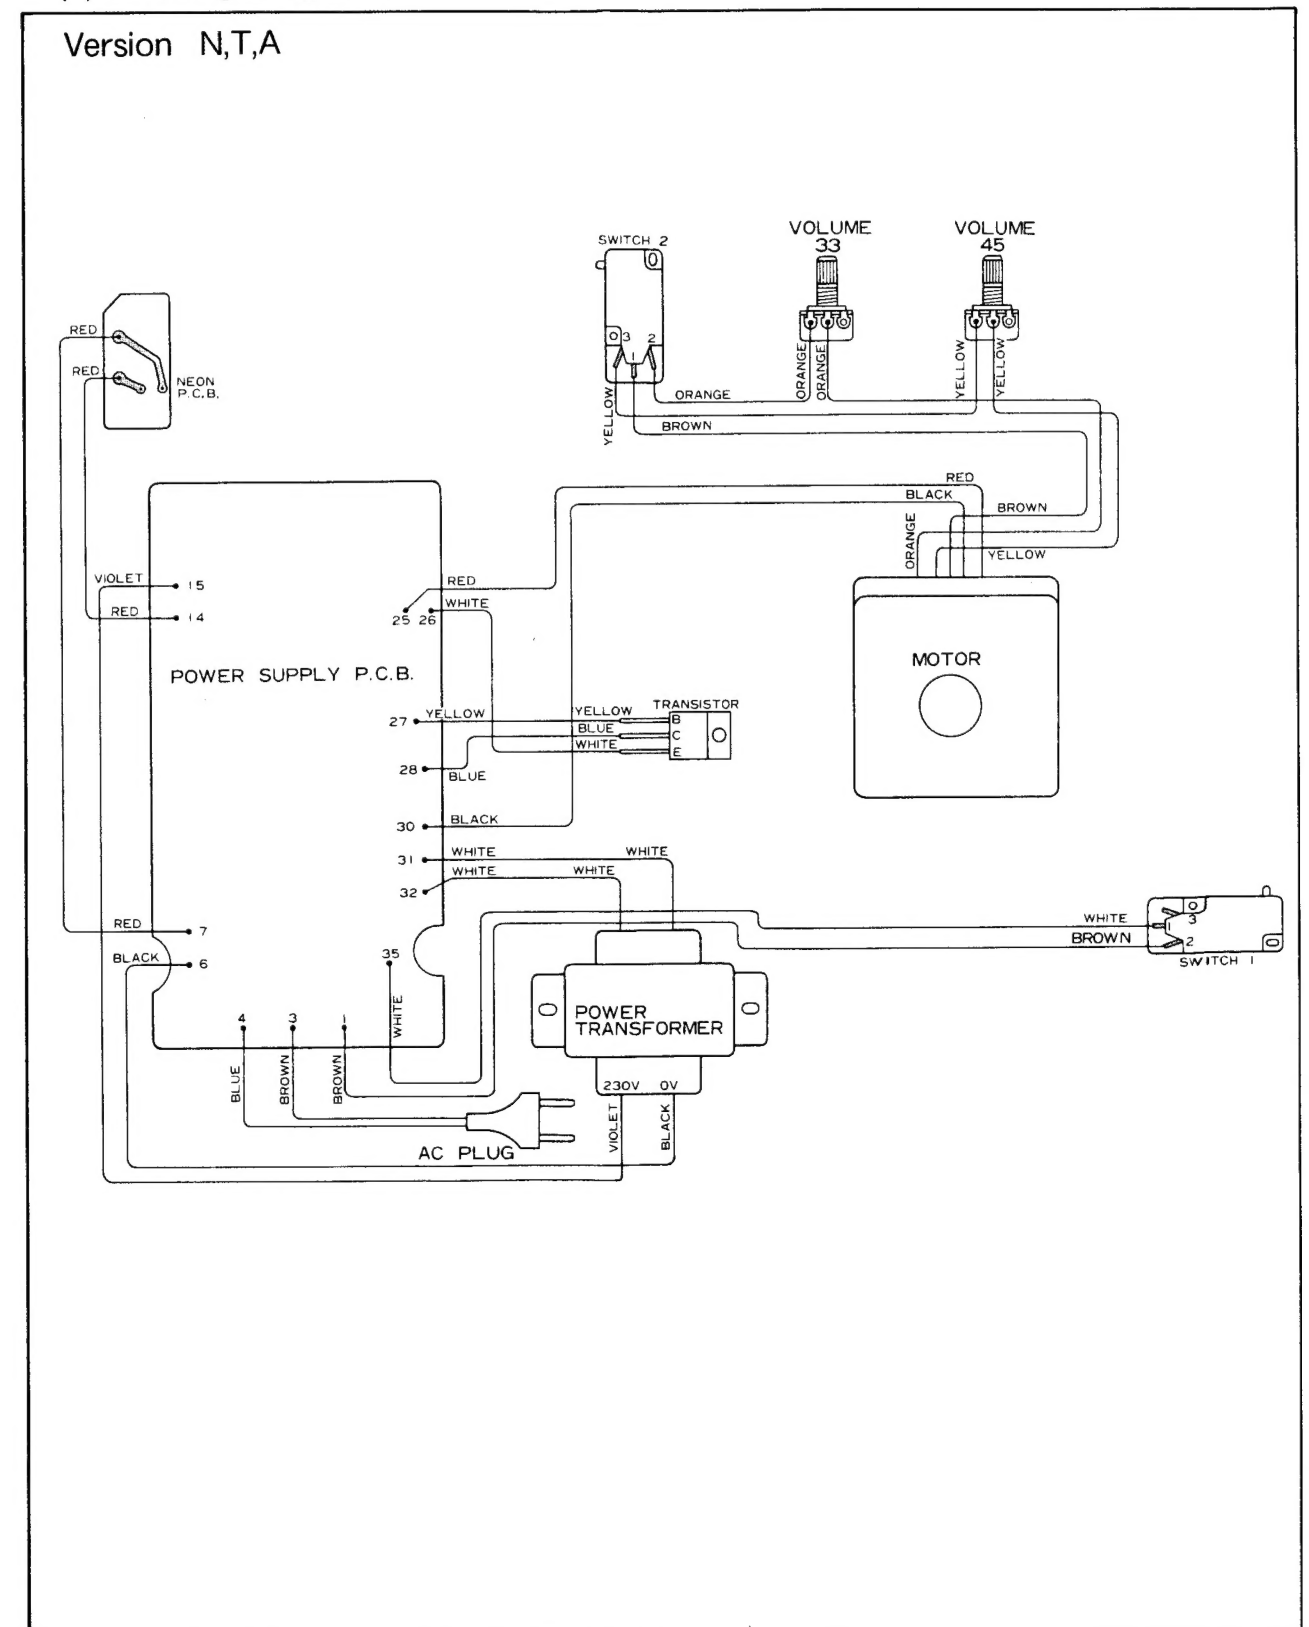 Version N,T,A
VOLUME
33
VOLUME
45
SWITCH 2
3
2
1
RED
RED
NEON
P.C.B.
YELLOW
ORANGE
BROWN
ORANGE
ORANGE
YELLOW
YELLOW
RED
BLACK
BROWN
ORANGE
YELLOW
MOTOR
VIOLET
15
RED
14
RED
WHITE
25 26
POWER SUPPLY P.C.B.
27
YELLOW
YELLOW
TRANSISTOR
B
BLUE
C
WHITE
E
28
BLUE
30
BLACK
31
WHITE
WHITE
32
WHITE
WHITE
RED
7
BLACK
6
35
WHITE
WHITE
BROWN
3
1
2
SWITCH 1
4
3
1
BLUE
BROWN
BROWN
POWER
TRANSFORMER
230V 0V
VIOLET
BLACK
AC PLUG